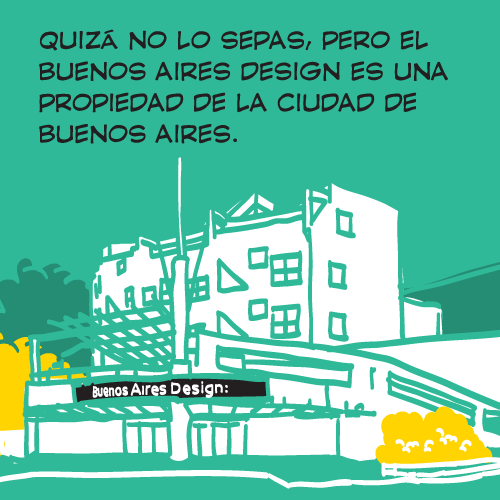 QUIZÁ NO LO SEPAS, PERO EL
BUENOS AIRES DESIGN ES UNA
PROPIEDAD DE LA CIUDAD DE
BUENOS AIRES.
Buenos Aires Design: